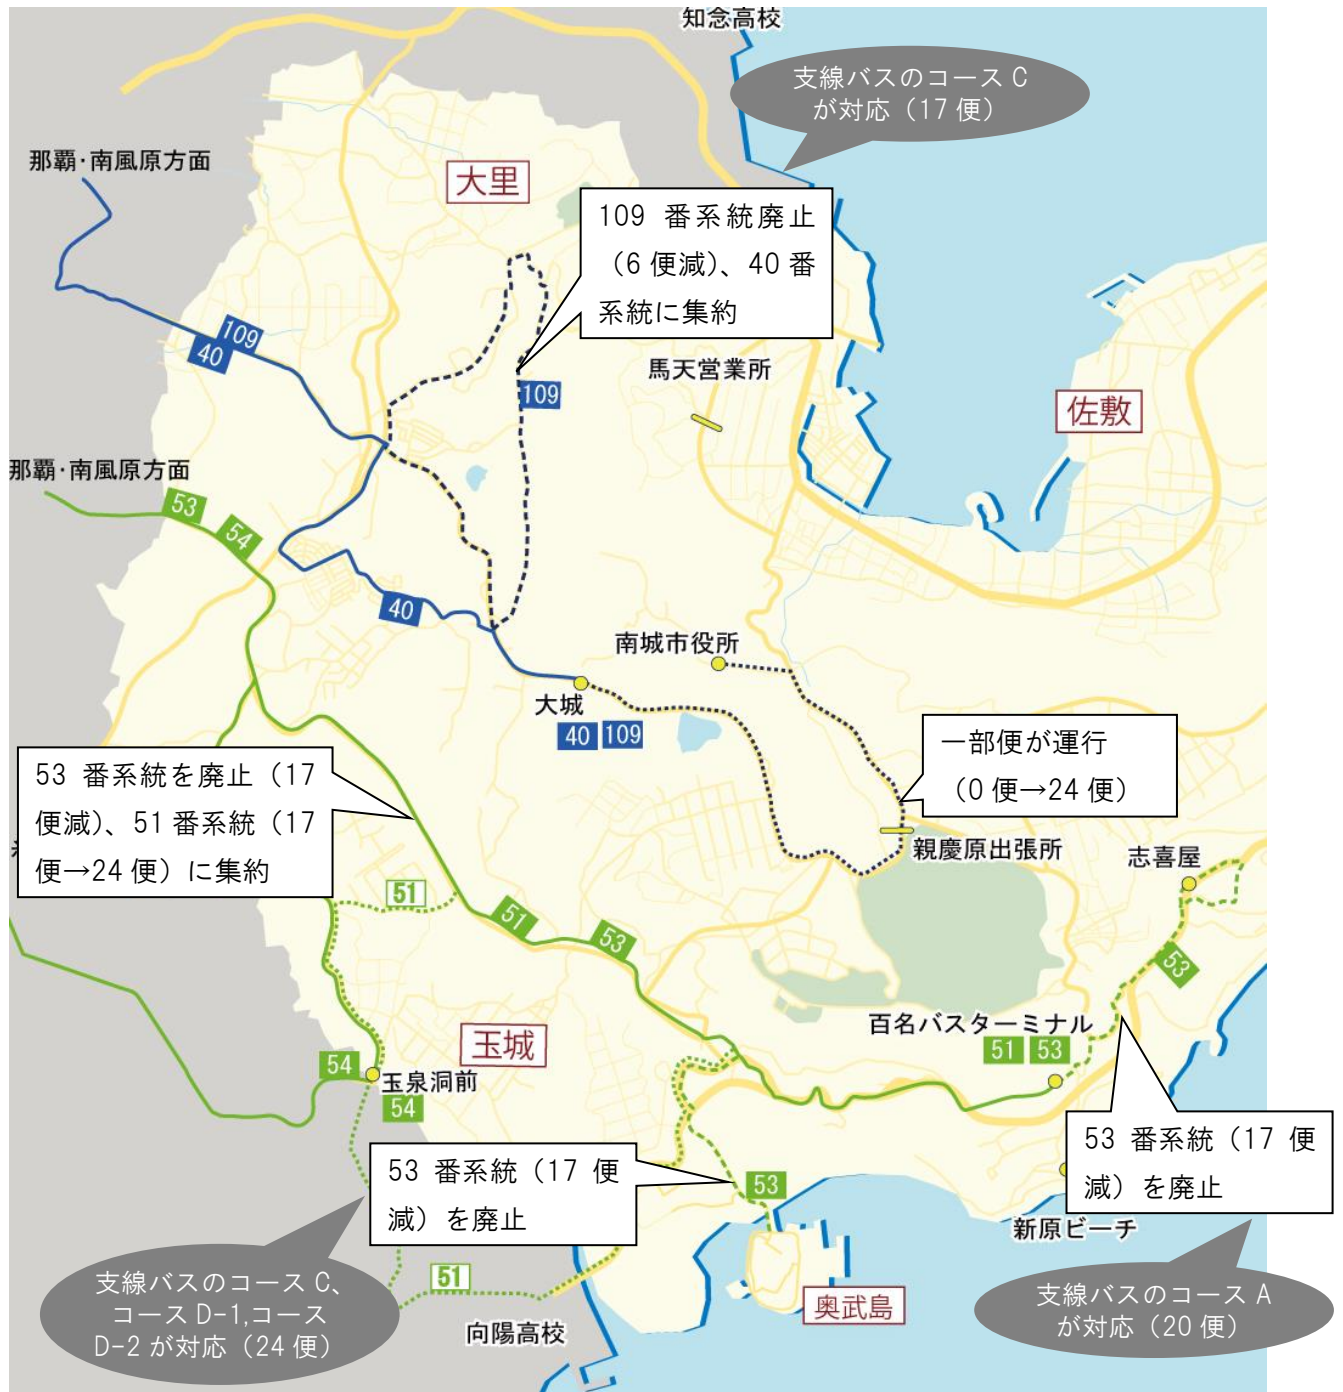 知念高校
支線バスのコース C
が対応（17 便）
那覇･南風原方面
大里
109 番系統廃止
（6 便減）、40 番
系統に集約
109
40
馬天営業所
109
佐敷
那覇･南風原方面
53
54
40
南城市役所
大城
40 109
一部便が運行
（0 便→24 便）
53 番系統を廃止（17
便減）、51 番系統（17
便→24 便）に集約
親慶原出張所
志喜屋
51
51
53
53
百名バスターミナル
51 53
玉城
54
玉泉洞前
54
53 番系統（17 便
減）を廃止
53
53 番系統（17 便
減）を廃止
新原ビーチ
支線バスのコース C、
コース D-1,コース
D-2 が対応（24 便）
51
向陽高校
奥武島
支線バスのコース A
が対応（20 便）